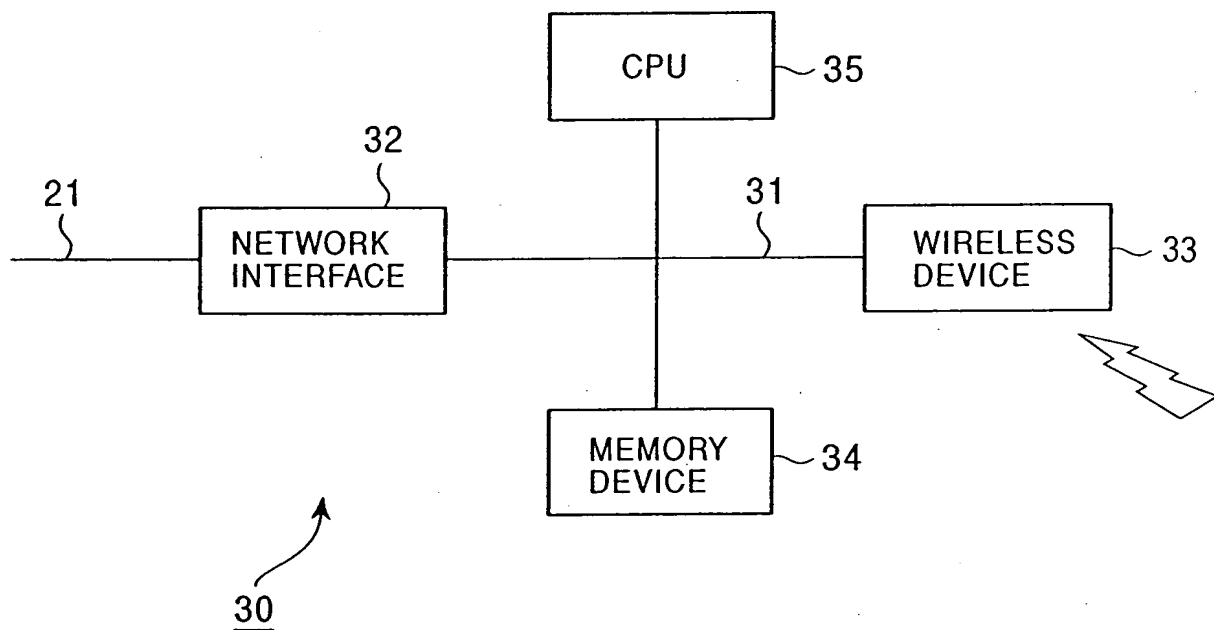 CPU
35
32
21
NETWORK
INTERFACE
31
WIRELESS
DEVICE
33
MEMORY
DEVICE
34
30